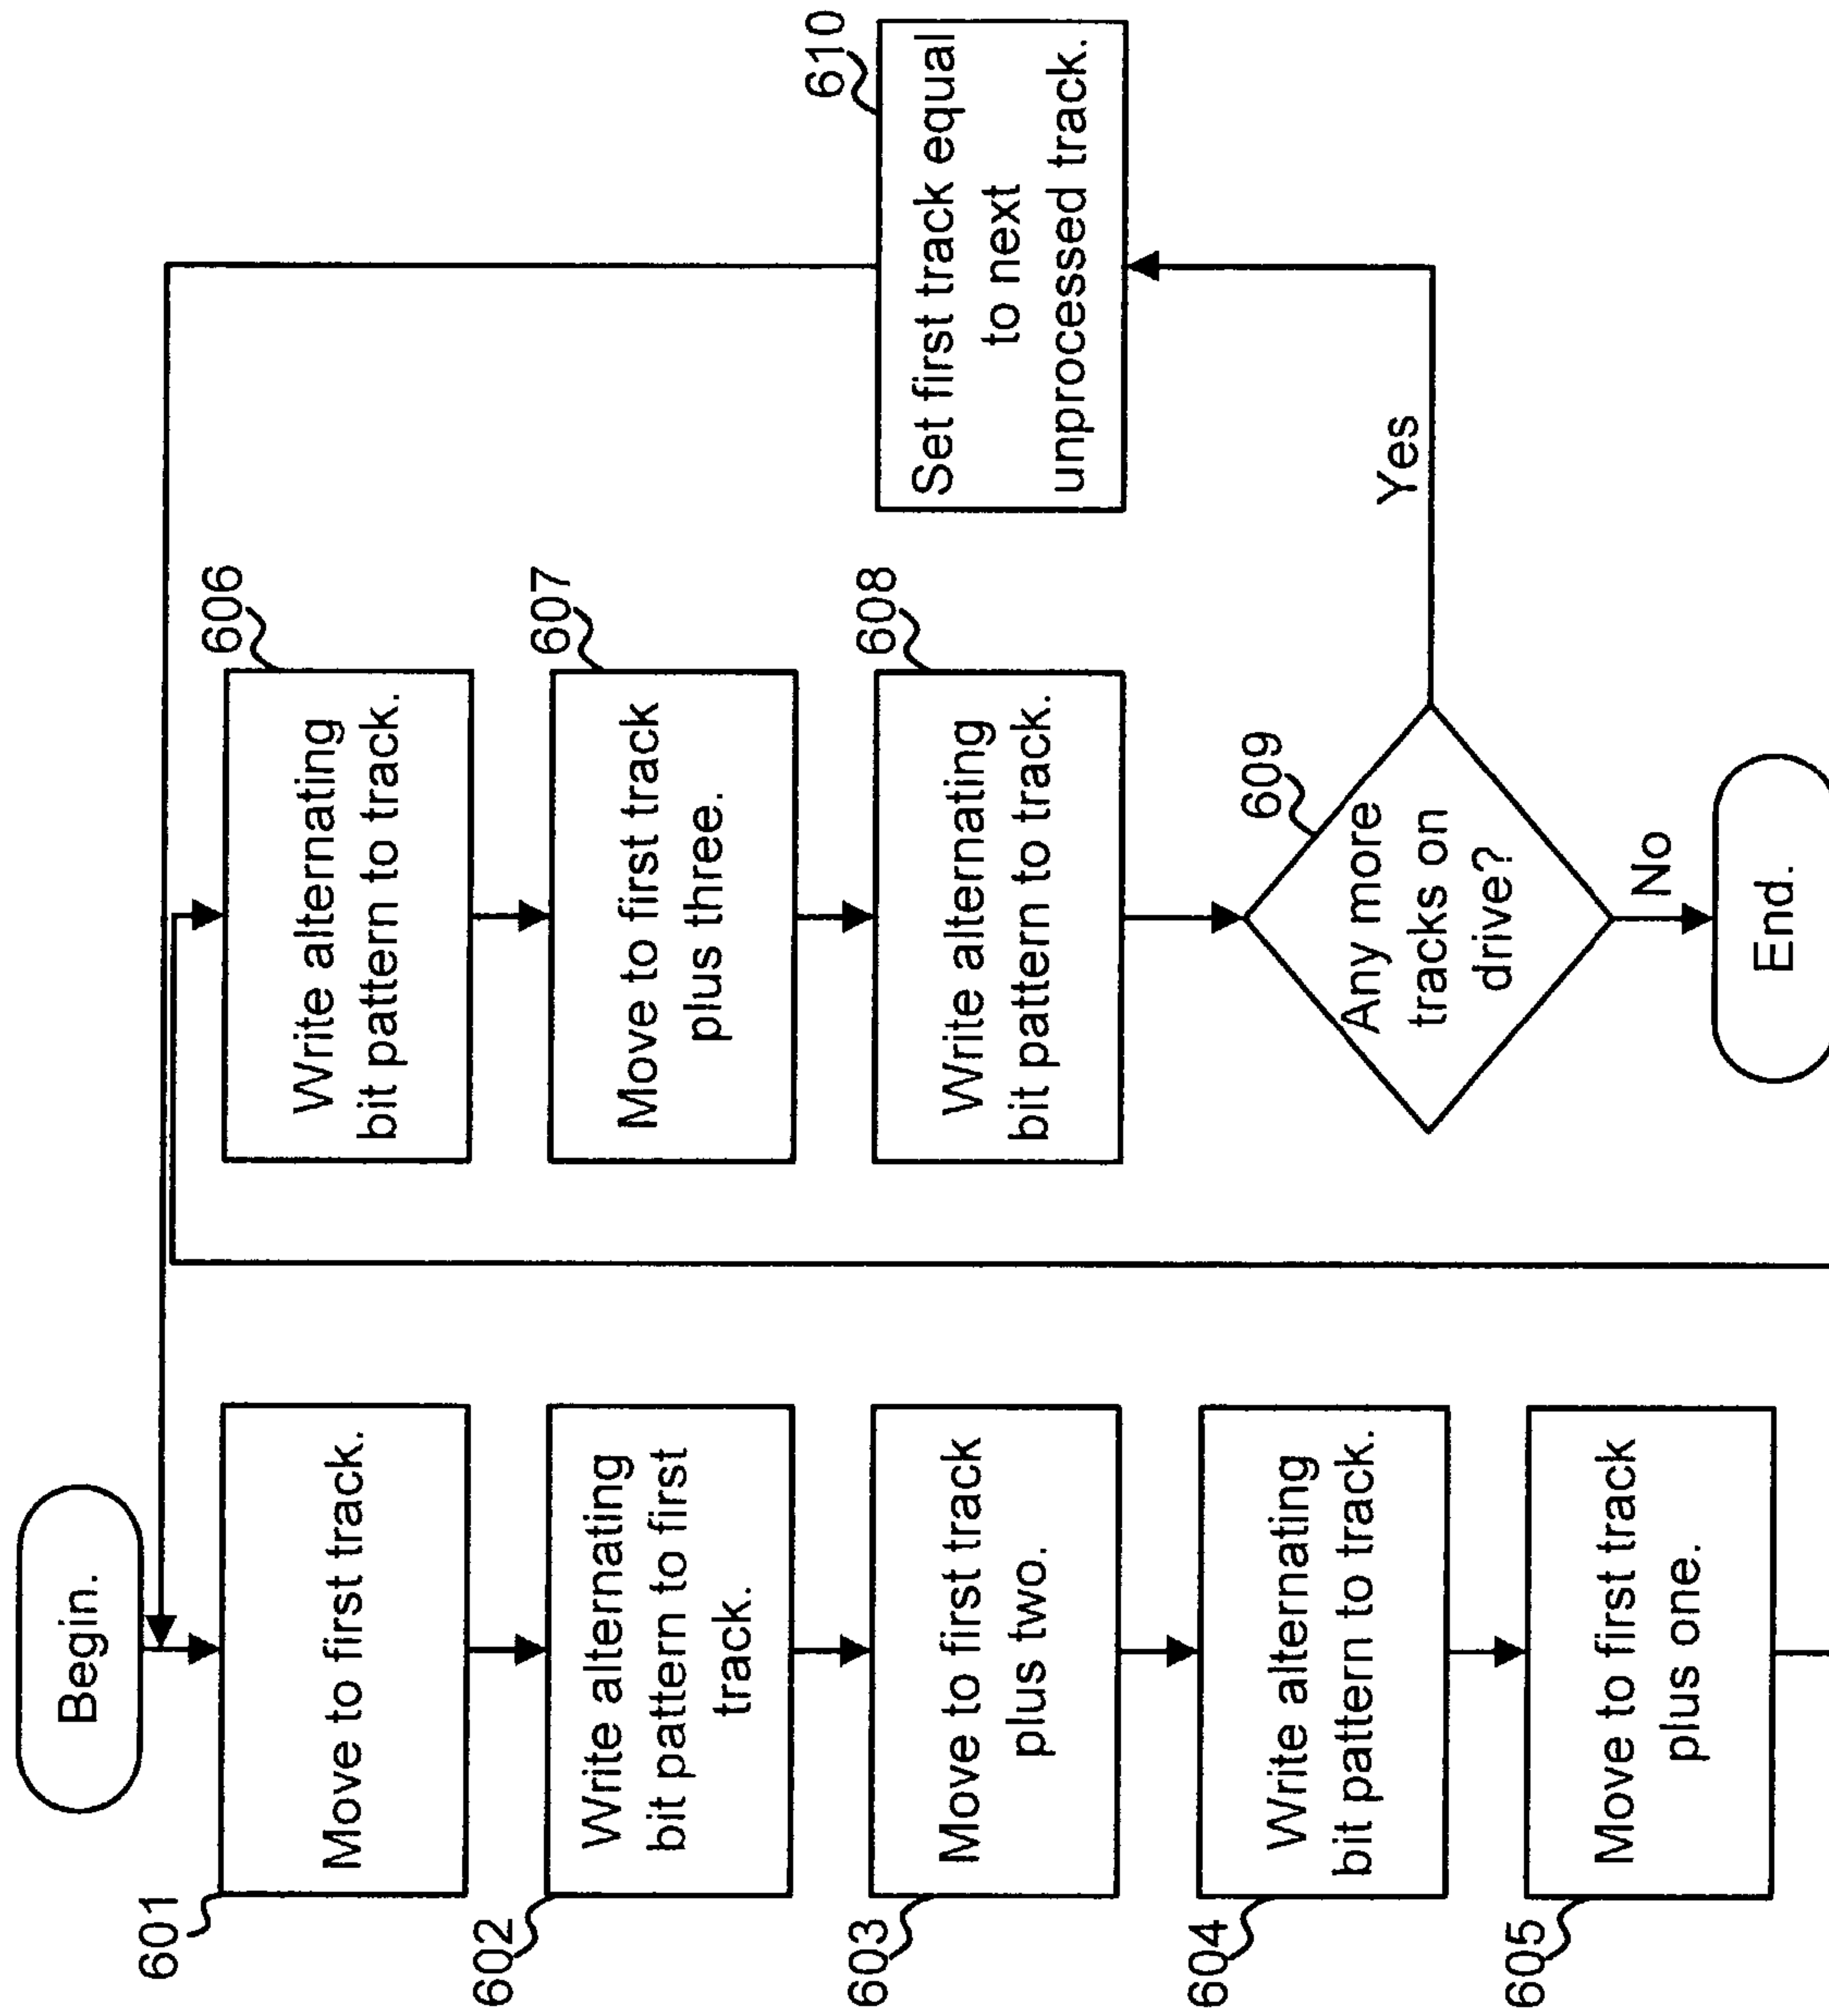 Begin.
601
Move to first track.
602
Write alternating
bit pattern to first
track.
603
Move to first track
plus two.
604
Write alternating
bit pattern to track.
605
Move to first track
plus one.
606
Write alternating
bit pattern to track.
607
Move to first track
plus three.
608
Write alternating
bit pattern to track.
609
Any more
tracks on
drive?
Yes
No
End.
610
Set first track equal
to next
unprocessed track.